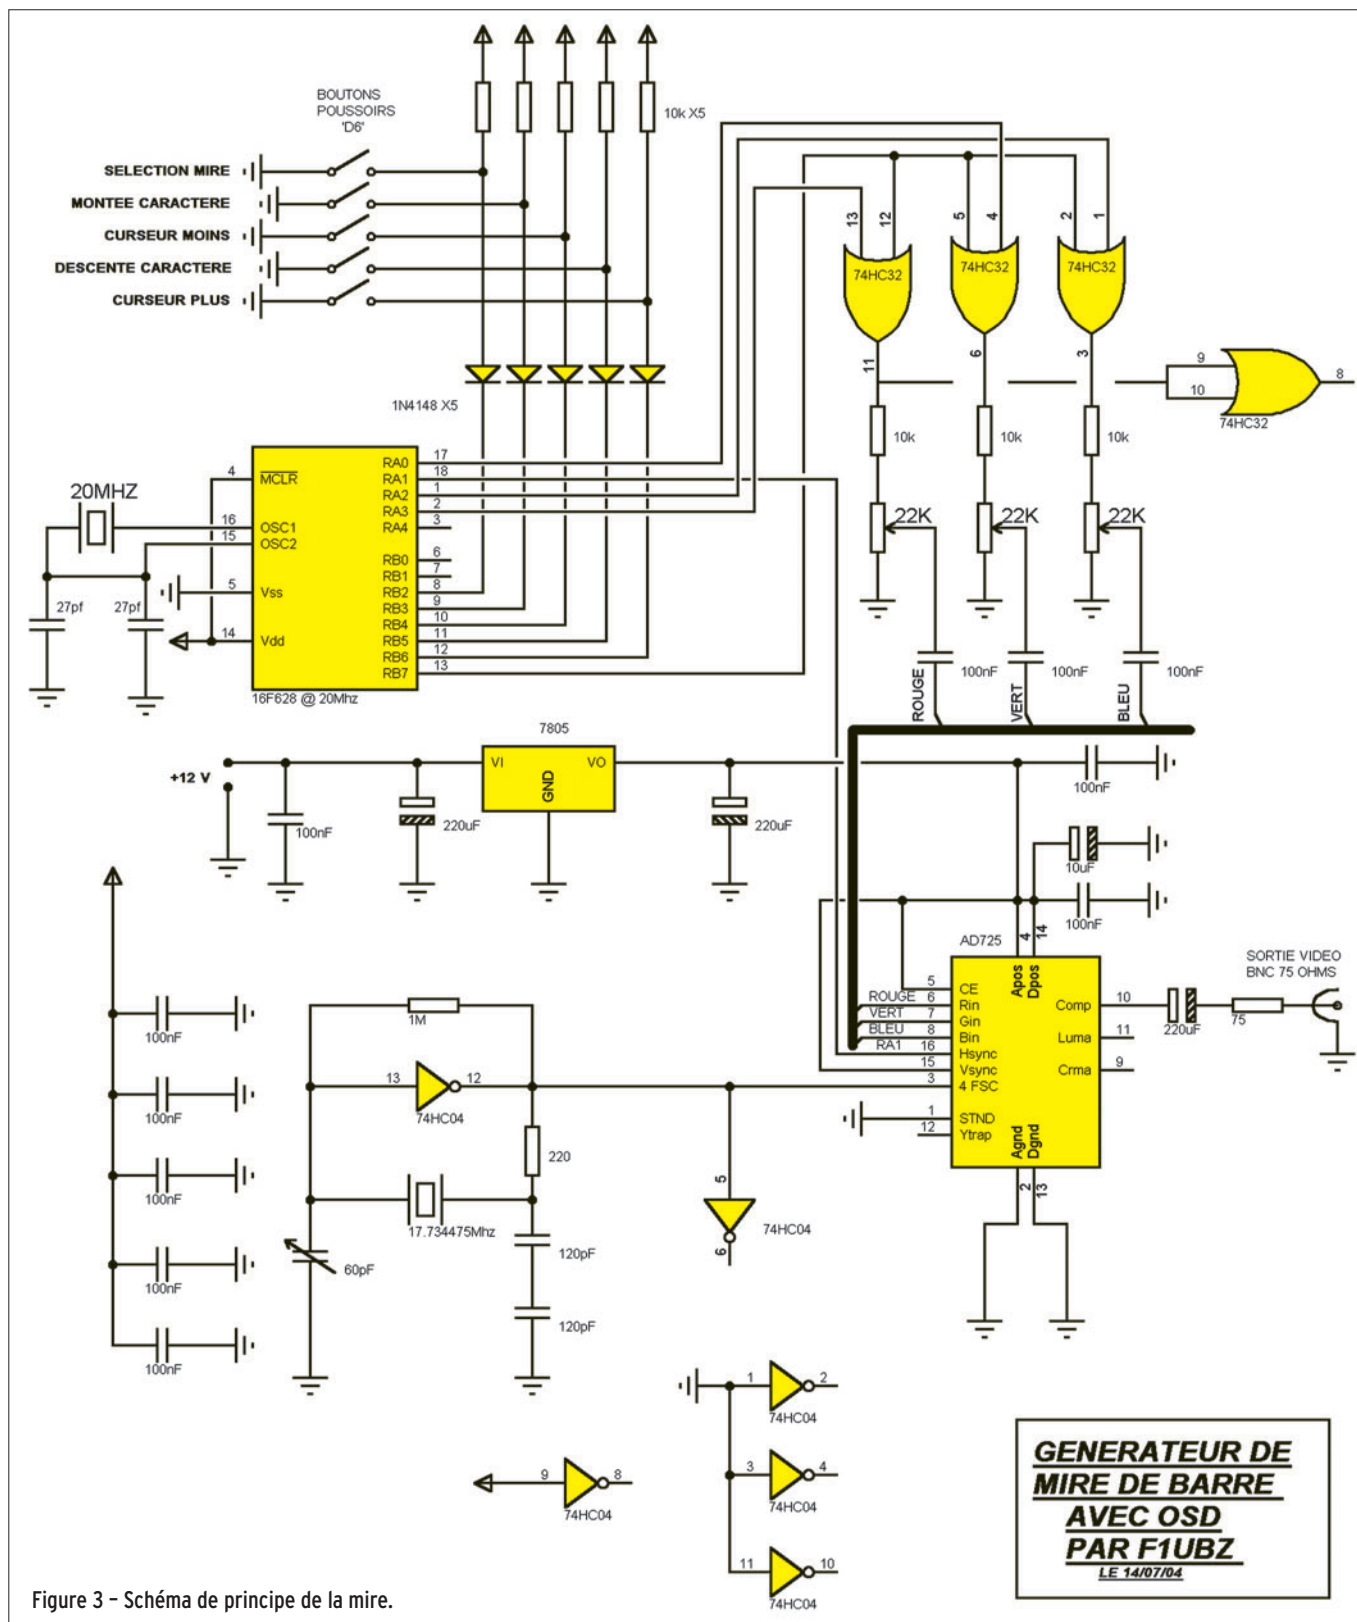 BOUTONS
POUSSOIRS
'D6'
10k X5
SELECTION MIRE
MONTÉE CARACTÈRE
CURSEUR MOINS
DESCENTE CARACTERE
CURSEUR PLUS
1N4148 X5
13
12
5
4
2
1
74HC32
74HC32
74HC32
11
6
3
9
10
8
74HC32
10k
10k
10k
22K
22K
22K
100nF
100nF
100nF
ROUGE
VERT
BLEU
20MHZ
27pf
27pf
4
16
15
5
14
MCLR
OSC1
OSC2
Vss
Vdd
RA0
RA1
RA2
RA3
RA4
RB0
RB1
RB2
RB3
RB4
RB5
RB6
RB7
17
18
1
2
3
6
7
8
9
10
11
12
13
16F628 @ 20Mhz
+12 V
7805
VI
VO
GND
100nF
220uF
220uF
100nF
10uF
100nF
AD725
4
14
Apos
Dpos
ROUGE
VERT
BLEU
RA1
5
6
7
8
16
15
3
1
12
CE
Rin
Gin
Bin
Hsync
Vsync
4 FSC
STND
Ytrap
Comp
Luma
Crma
10
11
9
Agnd
Dgnd
2
13
220uF
75
SORTIE VIDEO
BNC 75 OHMS
100nF
100nF
100nF
100nF
100nF
1M
13
12
74HC04
220
17.734475Mhz
60pF
120pF
120pF
5
6
74HC04
1
2
74HC04
3
4
74HC04
11
10
74HC04
9
8
74HC04
GENERATEUR DE
MIRE DE BARRE
AVEC OSD
PAR F1UBZ
LE 14/07/04
Figure 3 – Schéma de principe de la mire.